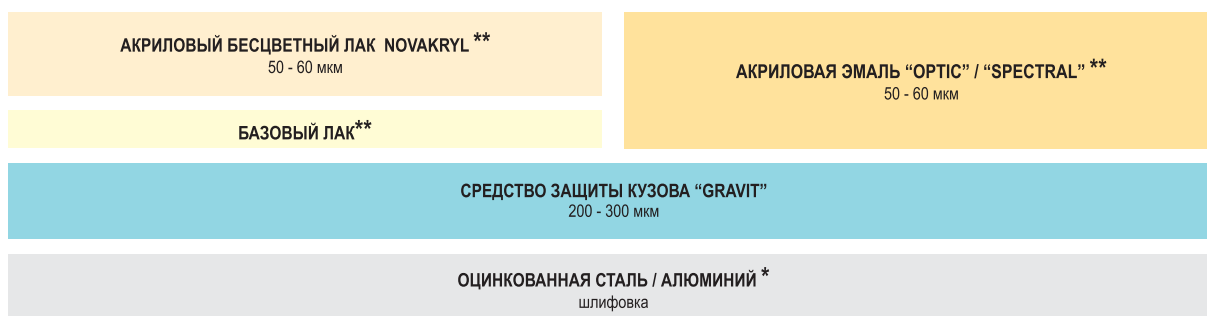 АКРИЛОВЫЙ БЕСЦВЕТНЫЙ ЛАК NOVAKRYL **
50 - 60 мкм
АКРИЛОВАЯ ЭМАЛЬ “OPTIC” / “SPECTRAL” **
50 - 60 мкм
БАЗОВЫЙ ЛАК**
СРЕДСТВО ЗАЩИТЫ КУЗОВА “GRAVIT”
200 - 300 мкм
ОЦИНКОВАННАЯ СТАЛЬ / АЛЮМИНИЙ *
шлифовка